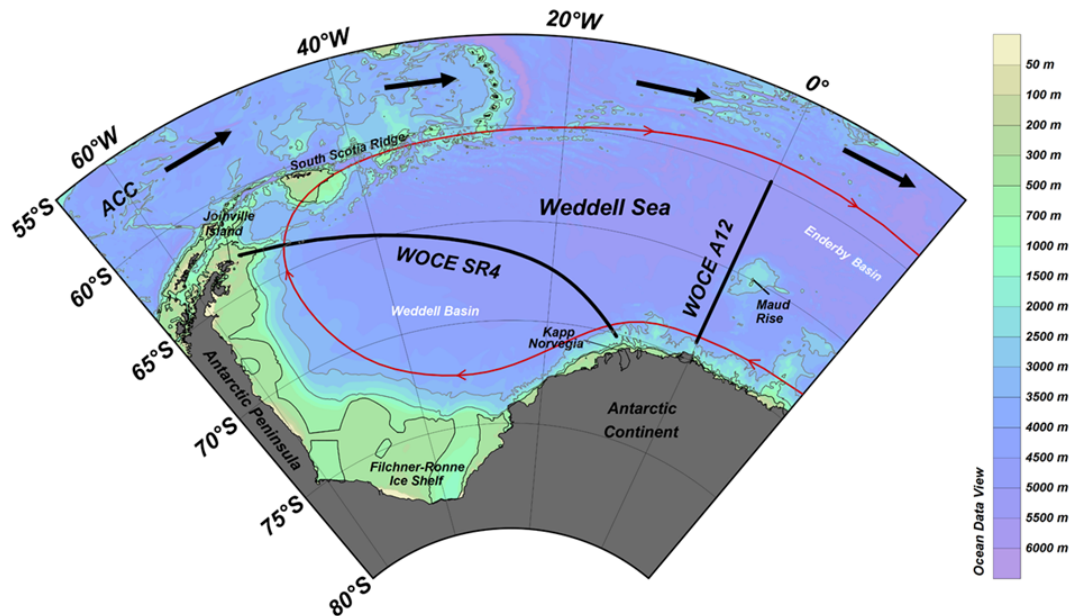 20°W
40°W
0°
60°W
55°S
60°S
65°S
70°S
75°S
80°S
ACC
South Scotia Ridge
Joinville
Island
Weddell Sea
WOCE SR4
WOCE A12
Enderby Basin
Maud
Rise
Weddell Basin
Kapp
Norvegia
Antarctic Peninsula
Antarctic
Continent
Filchner-Ronne
Ice Shelf
50 m
100 m
200 m
300 m
500 m
700 m
1000 m
1500 m
2000 m
2500 m
3000 m
3500 m
4000 m
4500 m
5000 m
5500 m
6000 m
Ocean Data View